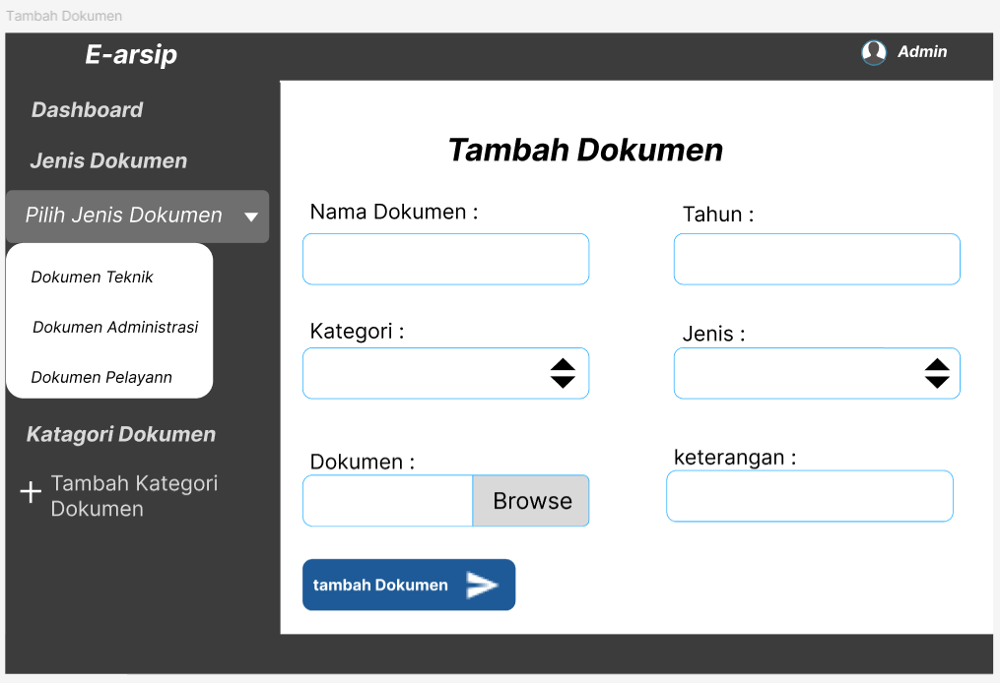 Tambah Dokumen
E-arsip
Admin
Dashboard
Jenis Dokumen
Pilih Jenis Dokumen
Dokumen Teknik
Dokumen Administrasi
Dokumen Pelayann
Katagori Dokumen
Tambah Kategori
Dokumen
Tambah Dokumen
Nama Dokumen :
Tahun :
Kategori :
Jenis :
Dokumen :
keterangan :
Browse
tambah Dokumen